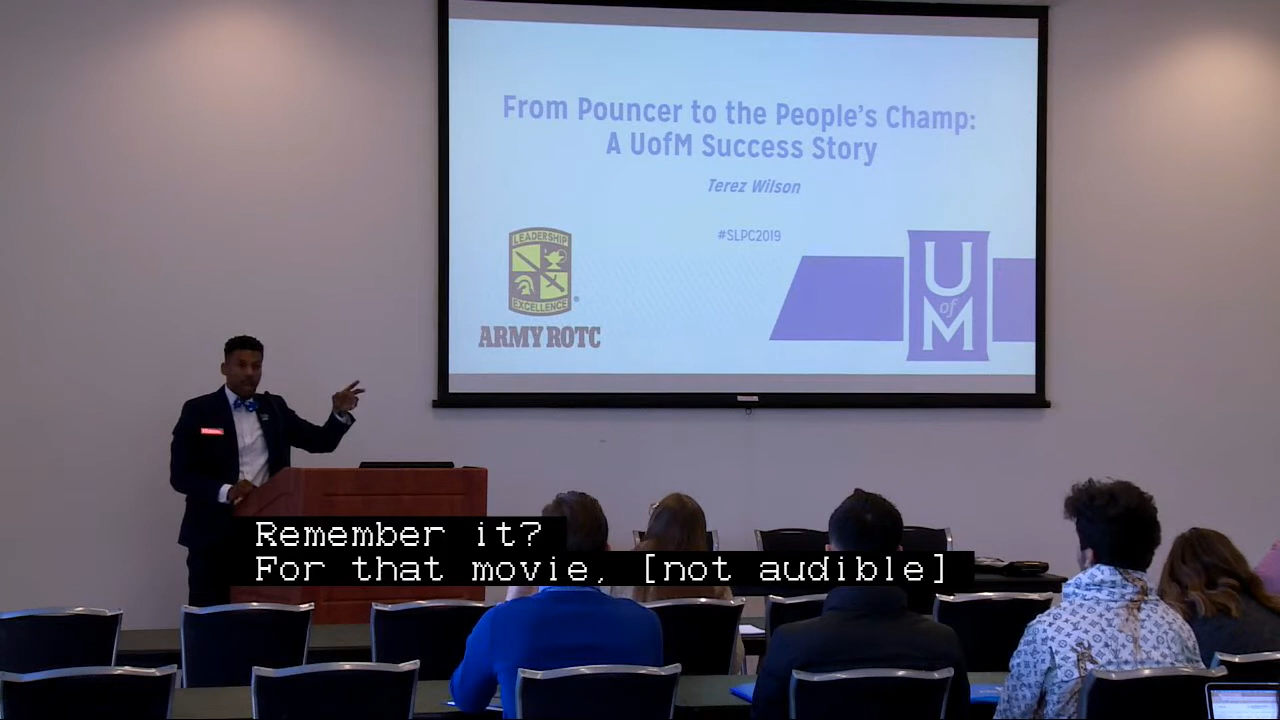 From Pouncer to the People's Champ:
A UofM Success Story
Terez Wilson
#SLPC2019
LEADERSHIP
EXCELLENCE
ARMY ROTC
U
of
M
Remember it?
For that movie, [not audible]